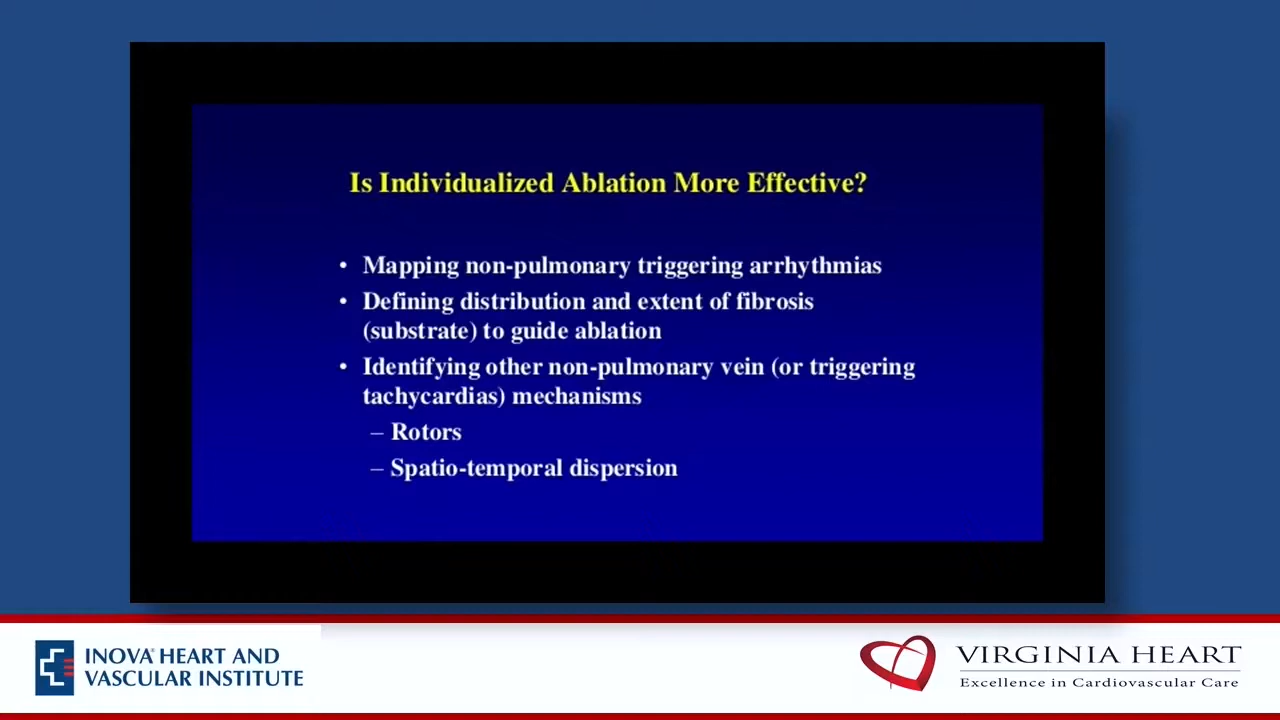 Is Individualized Ablation More Effective?
• Mapping non-pulmonary triggering arrhythmias
• Defining distribution and extent of fibrosis
(substrate) to guide ablation
• Identifying other non-pulmonary vein (or triggering
tachycardias) mechanisms
– Rotors
– Spatio-temporal dispersion
INOVA® HEART AND
VASCULAR INSTITUTE
VIRGINIA HEART
Excellence in Cardiovascular Care